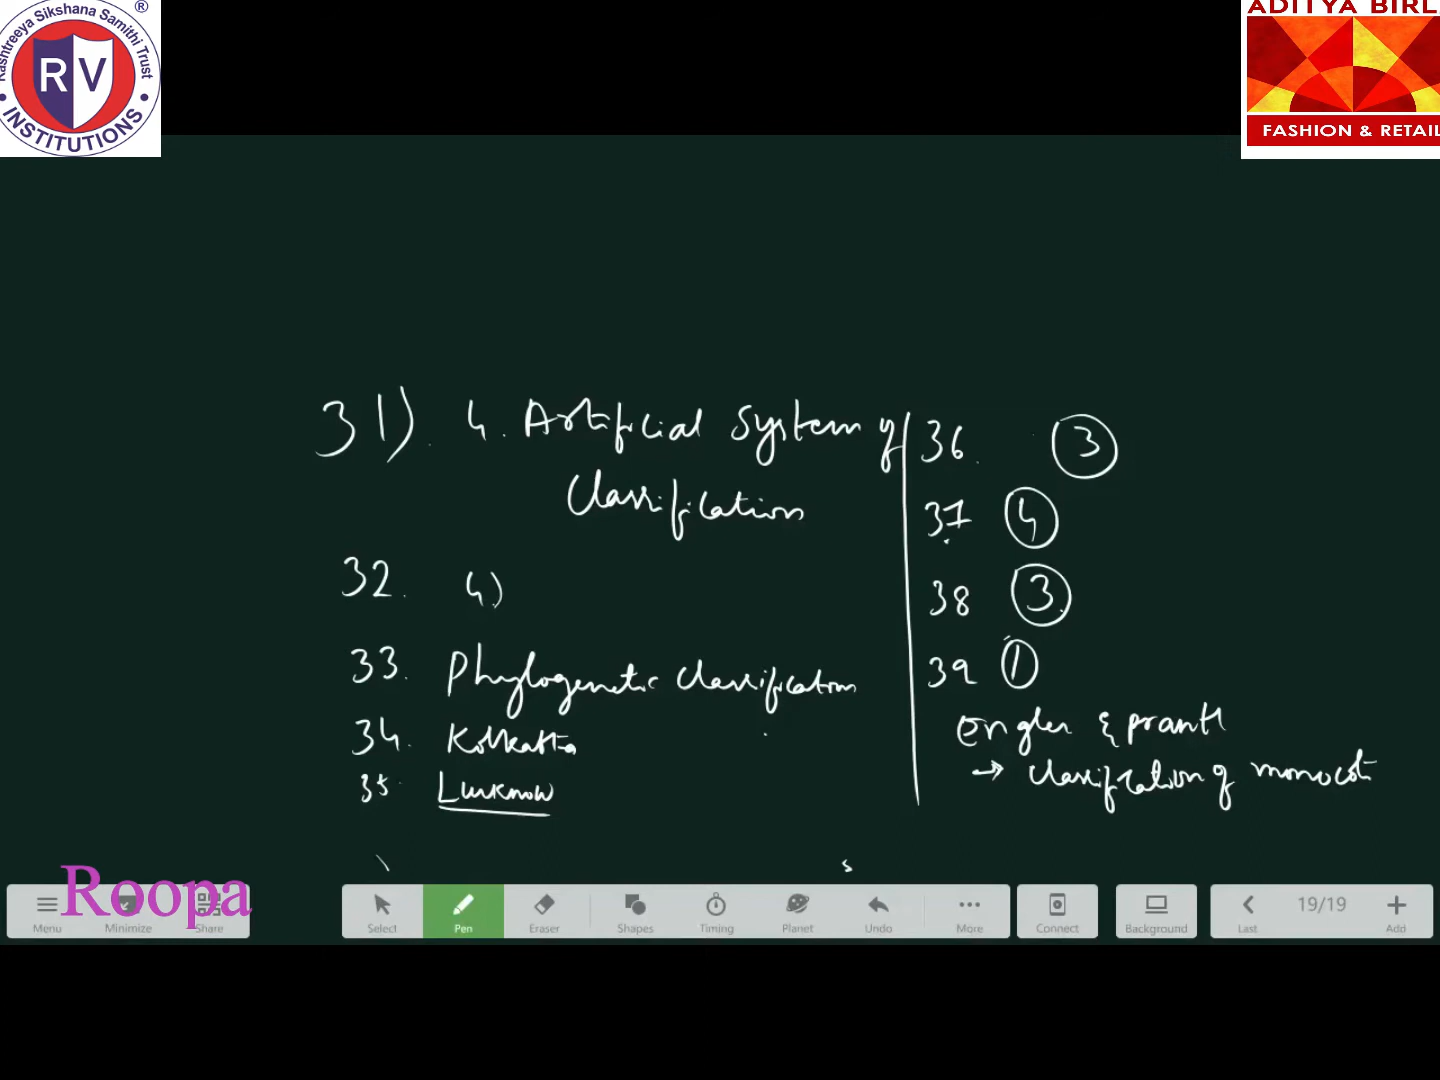 Rashtreeya Sikshana Samithi Trust
®
RV
• INSTITUTIONS •
ADITYA BIRL
FASHION & RETAIL
31). 4. Artificial System of
Classification
32. 4)
33. Phylogenetic Classification
34. Kolkatta
35. Lucknow
36. 3
37 4
38 3
39 1
Engler & prantl
→ Classification of monocot
Roopa
Menu
Minimize
Share
Select
Pen
Eraser
Shapes
Timing
Planet
Undo
More
Connect
Background
Last
19/19
Add